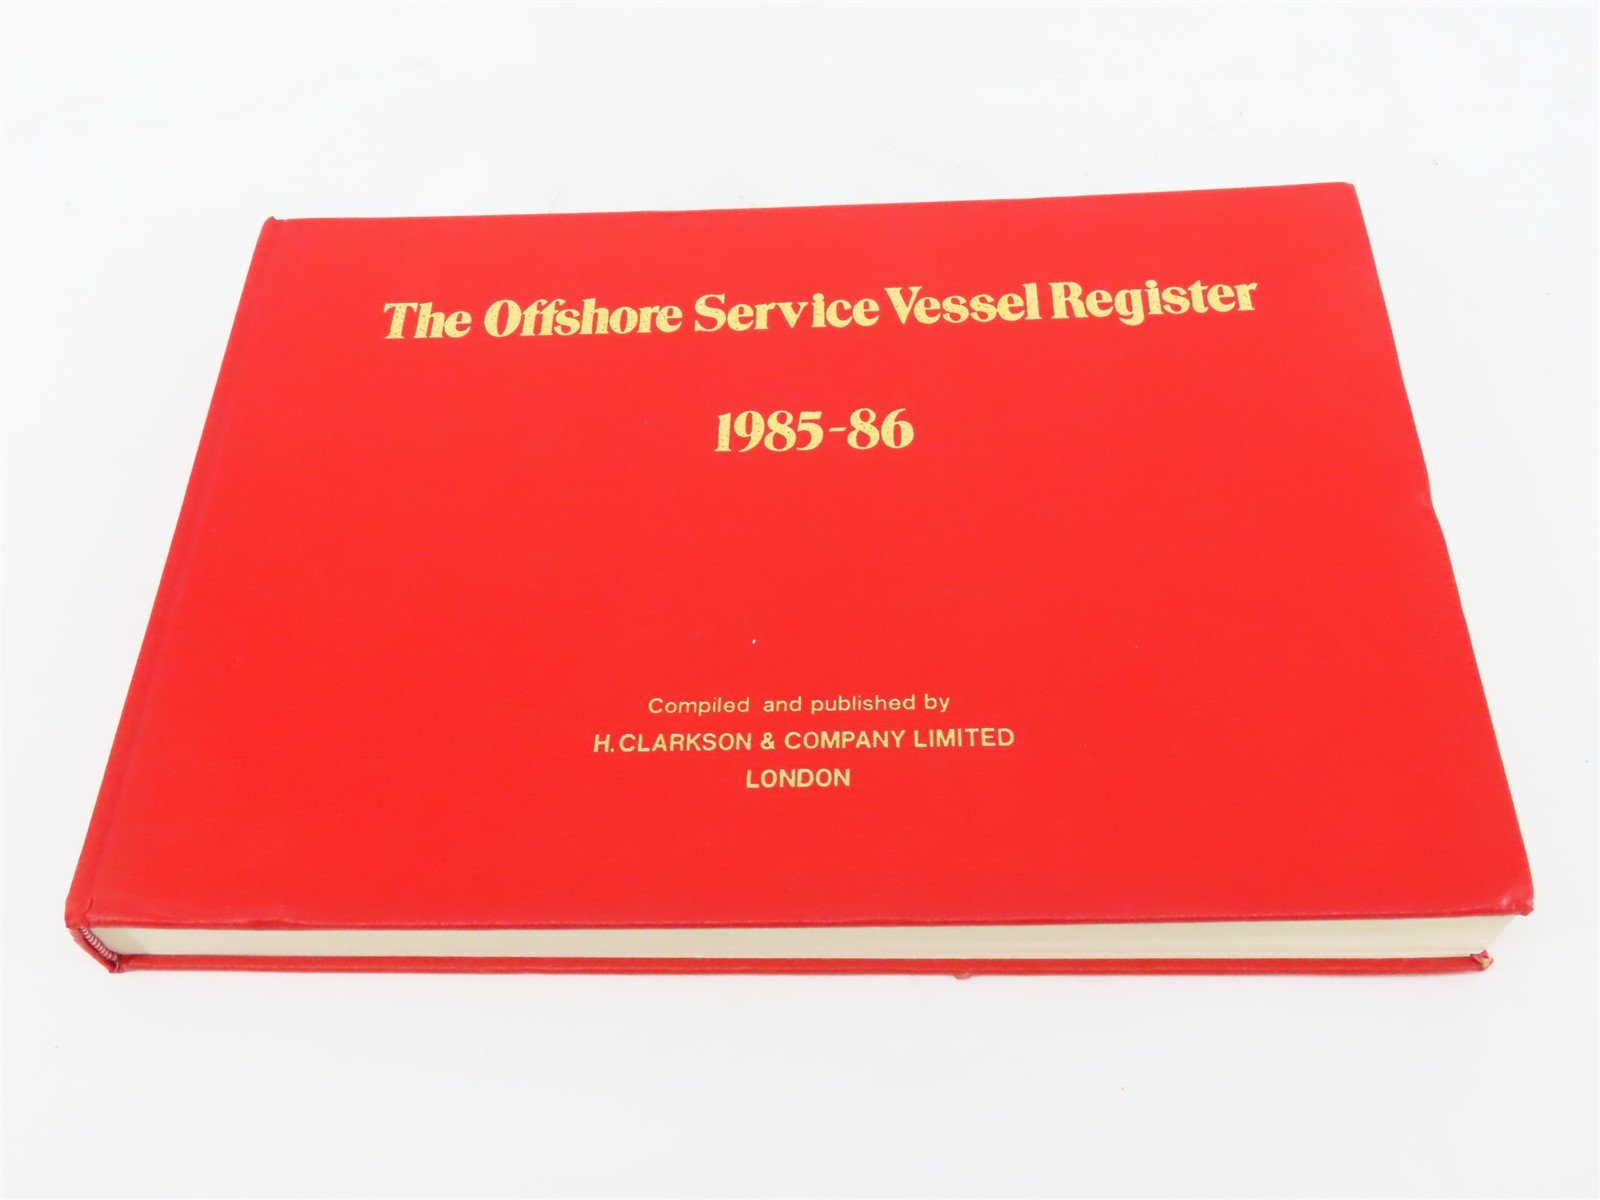 The Offshore Service Vessel Register
1985-86
Compiled and published by
H. CLARKSON & COMPANY LIMITED
LONDON